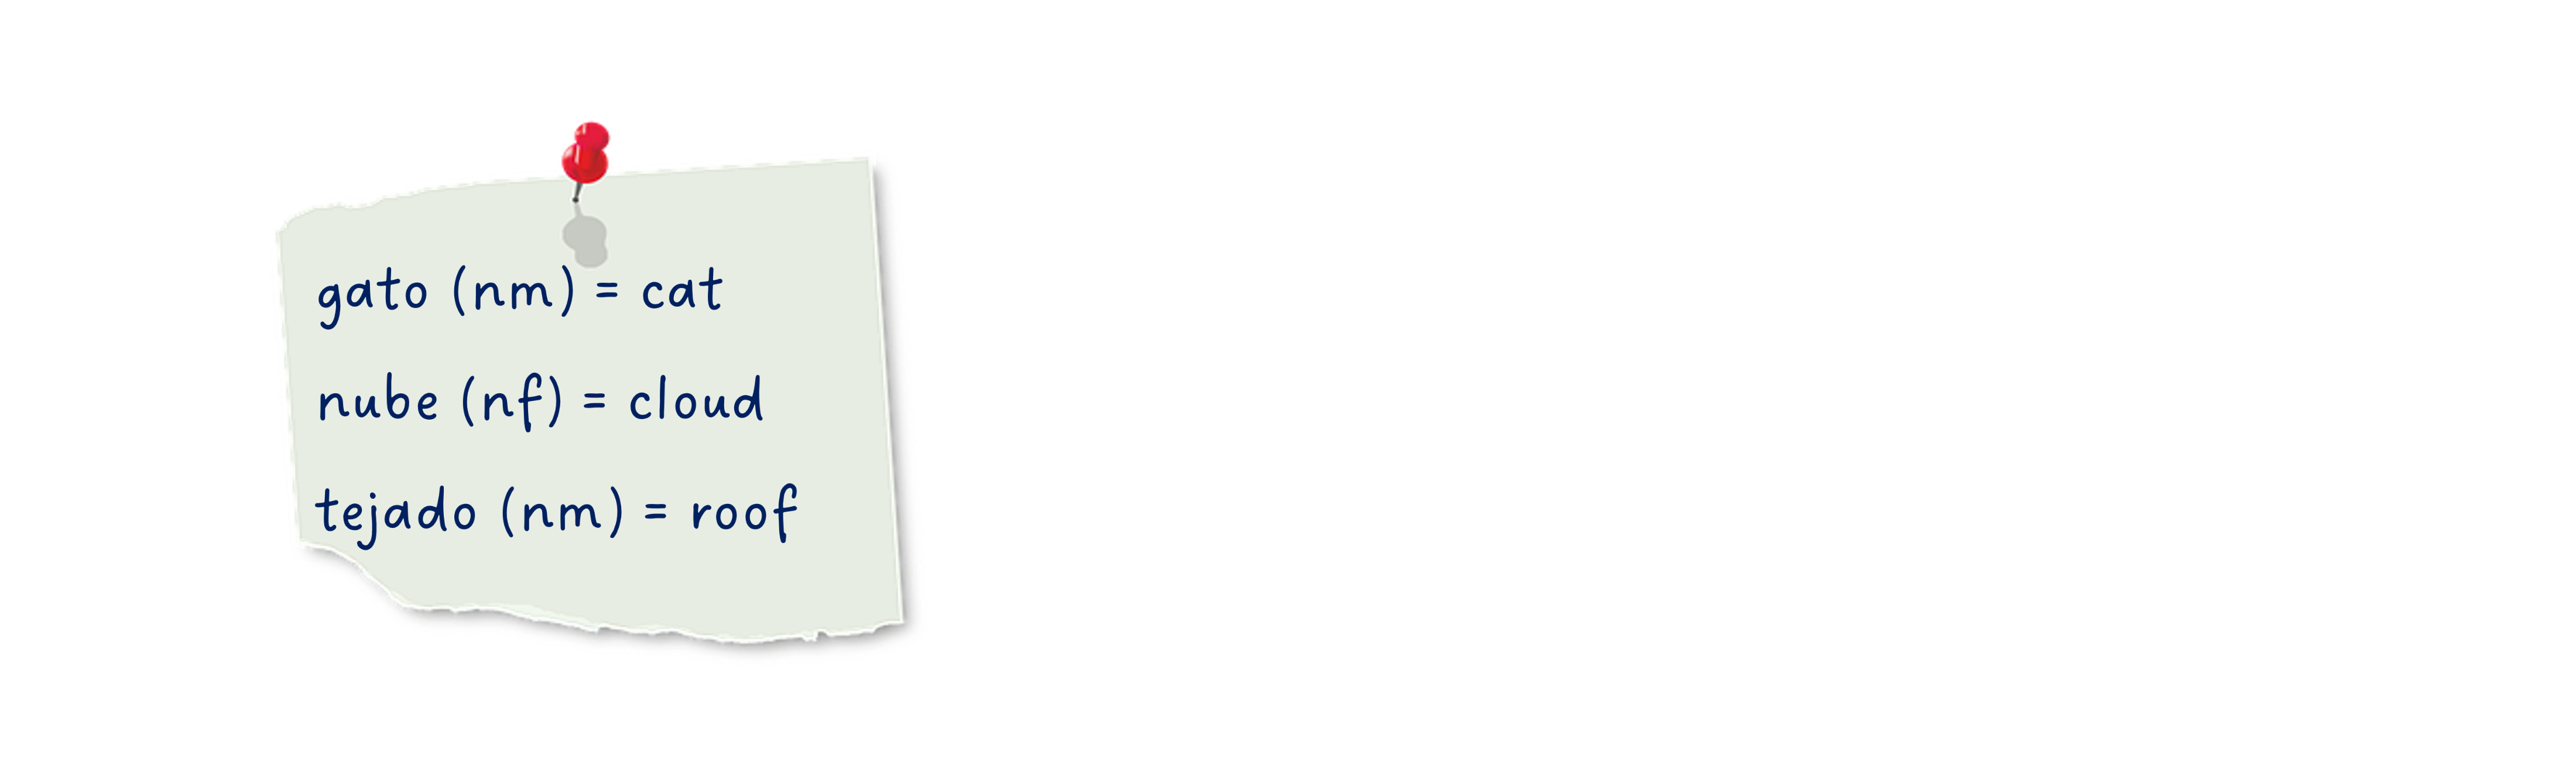 gato (nm) = cat
nube (nf) = cloud
tejado (nm) = roof